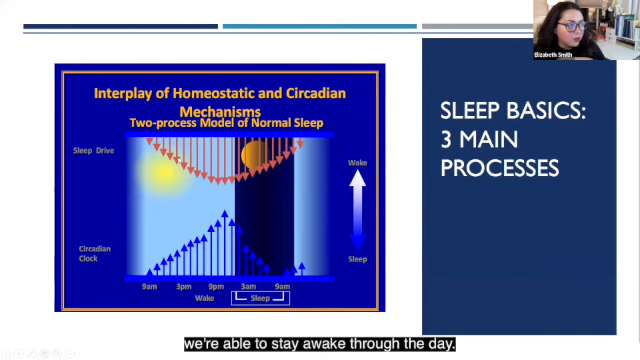 Elizabeth Smith
Interplay of Homeostatic and Circadian
Mechanisms
Two-process Model of Normal Sleep
Sleep Drive
Wake
Circadian
Clock
Sleep
9am 3pm 9pm 3am 9am
Wake Sleep
SLEEP BASICS:
3 MAIN
PROCESSES
we're able to stay awake through the day.